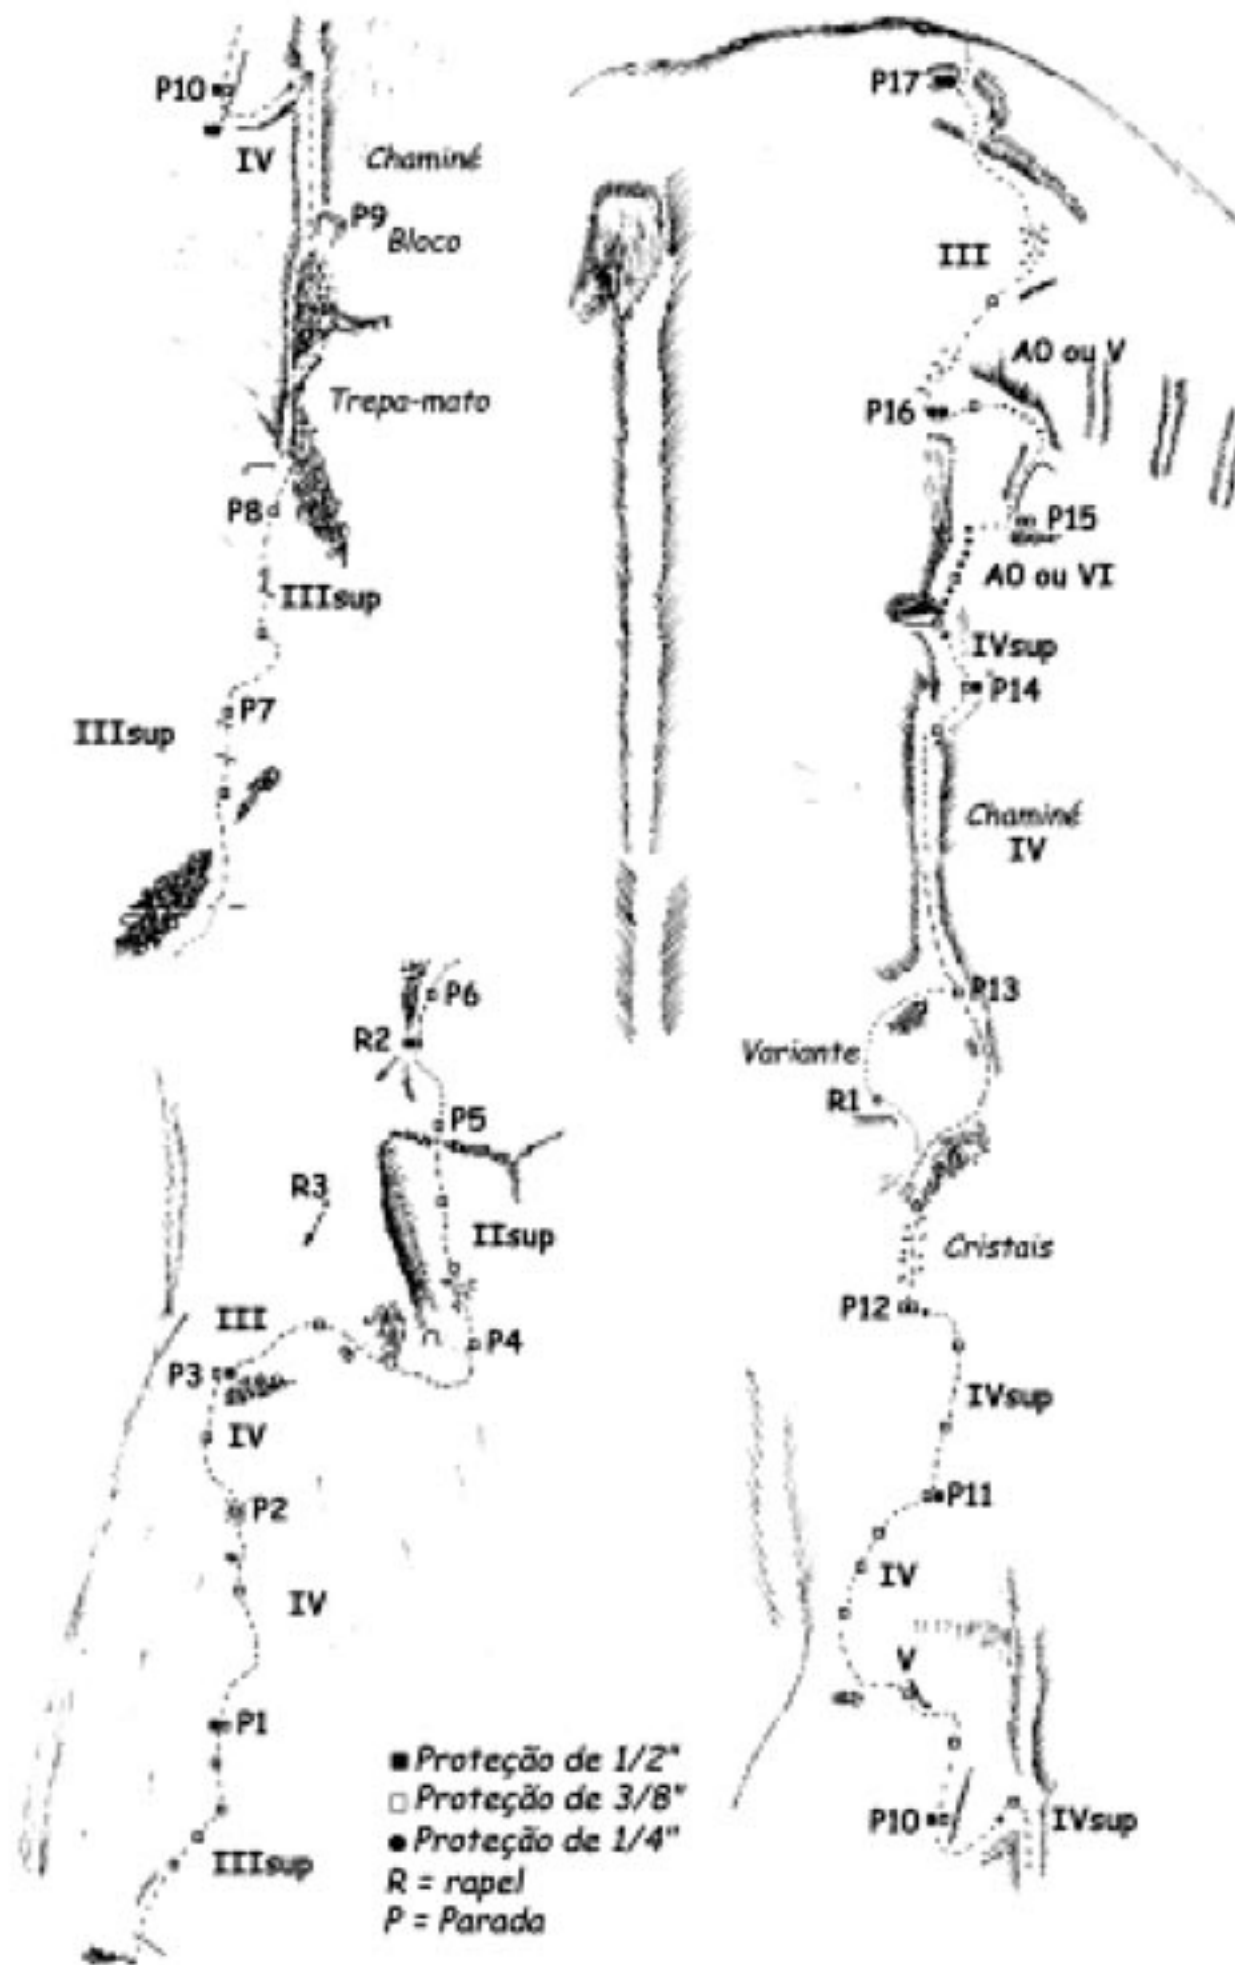 P10
IV
Chaminé
P9
Bloco
Trepa-mato
P8
IIIsup
P7
IIIsup
P6
R2
P5
R3
IIsup
III
P4
P3
IV
P2
IV
P1
IIIsup
■ Proteção de 1/2"
□ Proteção de 3/8"
● Proteção de 1/4"
R = rapel
P = Parada
P17
III
A0 ou V
P16
P15
A0 ou VI
IVsup
P14
Chaminé
IV
P13
Variante
R1
Cristais
P12
IVsup
P11
IV
V
P10
IVsup